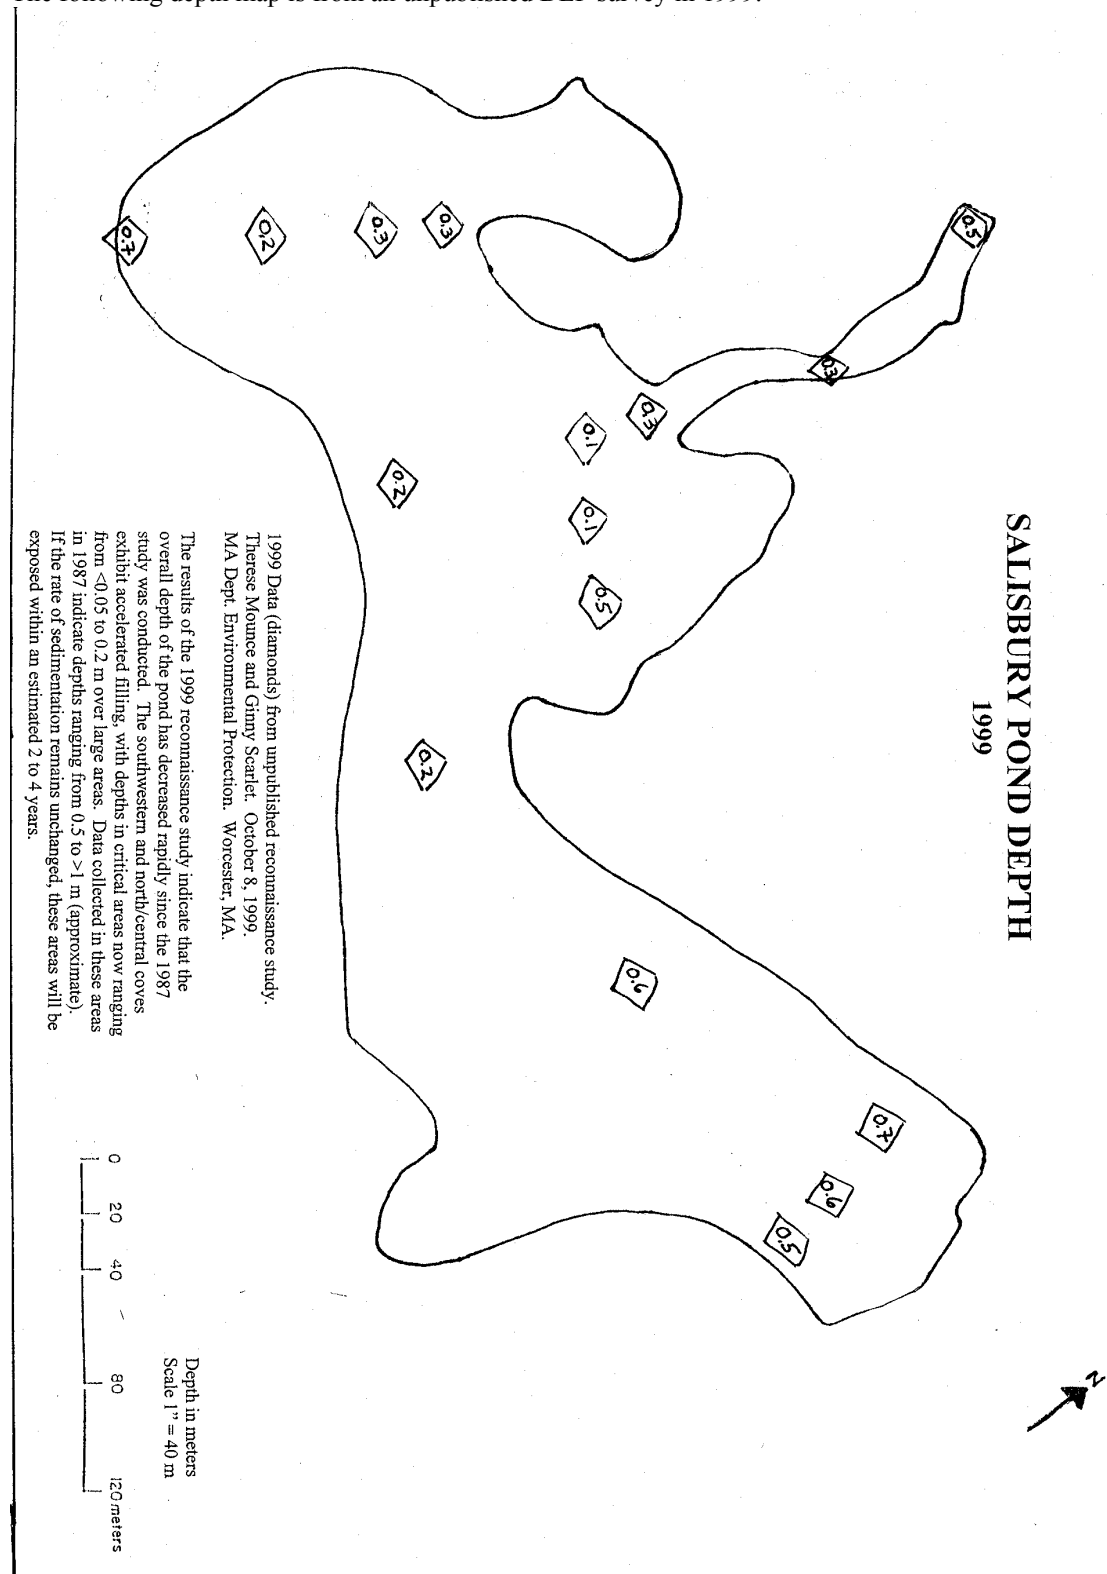 The following depth map is from an unpublished DEP survey in 1999.
SALISBURY POND DEPTH
1999
0.5
0.3
0.3
0.1
0.1
0.5
0.3
0.3
0.2
0.7
0.2
0.2
0.6
0.7
0.6
0.5
1999 Data (diamonds) from unpublished reconnaissance study.
Therese Mounce and Ginny Scarlet. October 8, 1999.
MA Dept. Environmental Protection. Worcester, MA.
The results of the 1999 reconnaissance study indicate that the
overall depth of the pond has decreased rapidly since the 1987
study was conducted. The southwestern and north/central coves
exhibit accelerated filling, with depths in critical areas now ranging
from <0.05 to 0.2 m over large areas. Data collected in these areas
in 1987 indicate depths ranging from 0.5 to >1 m (approximate).
If the rate of sedimentation remains unchanged, these areas will be
exposed within an estimated 2 to 4 years.
N
Depth in meters
Scale 1" = 40 m
0 20 40 80 120 meters